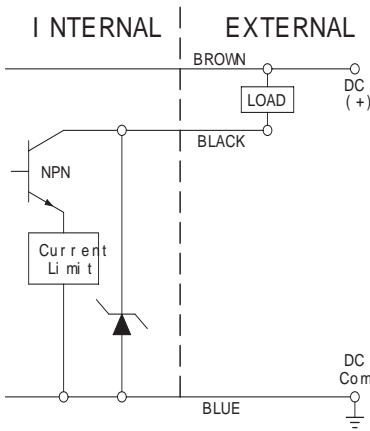 INTERNAL EXTERNAL
BROWN
DC
(+)
LOAD
BLACK
NPN
Current
Limit
DC
Com
BLUE